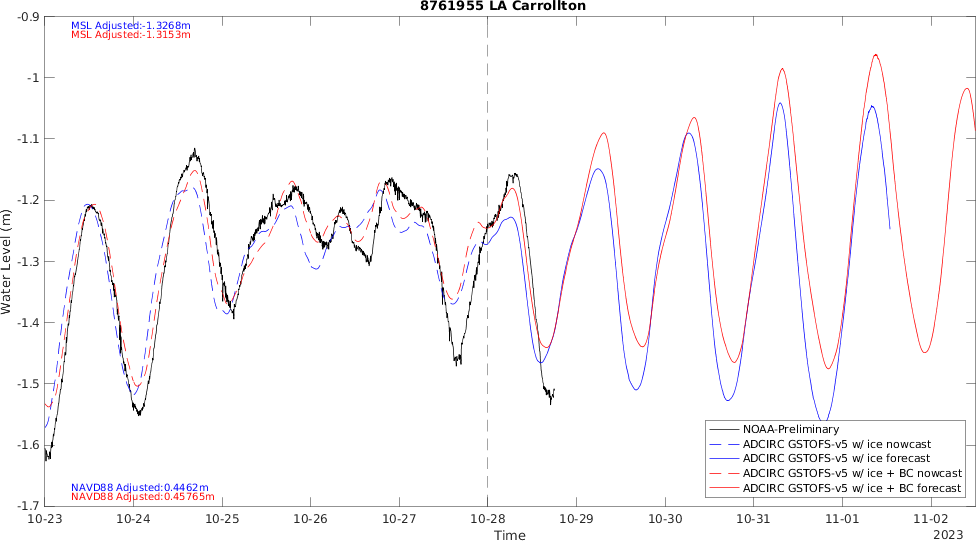 8761955 LA Carrollton
-0.9
-1
-1.1
-1.2
-1.3
-1.4
-1.5
-1.6
-1.7
Water Level (m)
MSL Adjusted:-1.3268m
MSL Adjusted:-1.3153m
NAVD88 Adjusted:0.4462m
NAVD88 Adjusted:0.45765m
NOAA-Preliminary
ADCIRC GSTOFS-v5 w/ ice nowcast
ADCIRC GSTOFS-v5 w/ ice forecast
ADCIRC GSTOFS-v5 w/ ice + BC nowcast
ADCIRC GSTOFS-v5 w/ ice + BC forecast
10-23 10-24 10-25 10-26 10-27 10-28 10-29 10-30 10-31 11-01 11-02
Time
2023